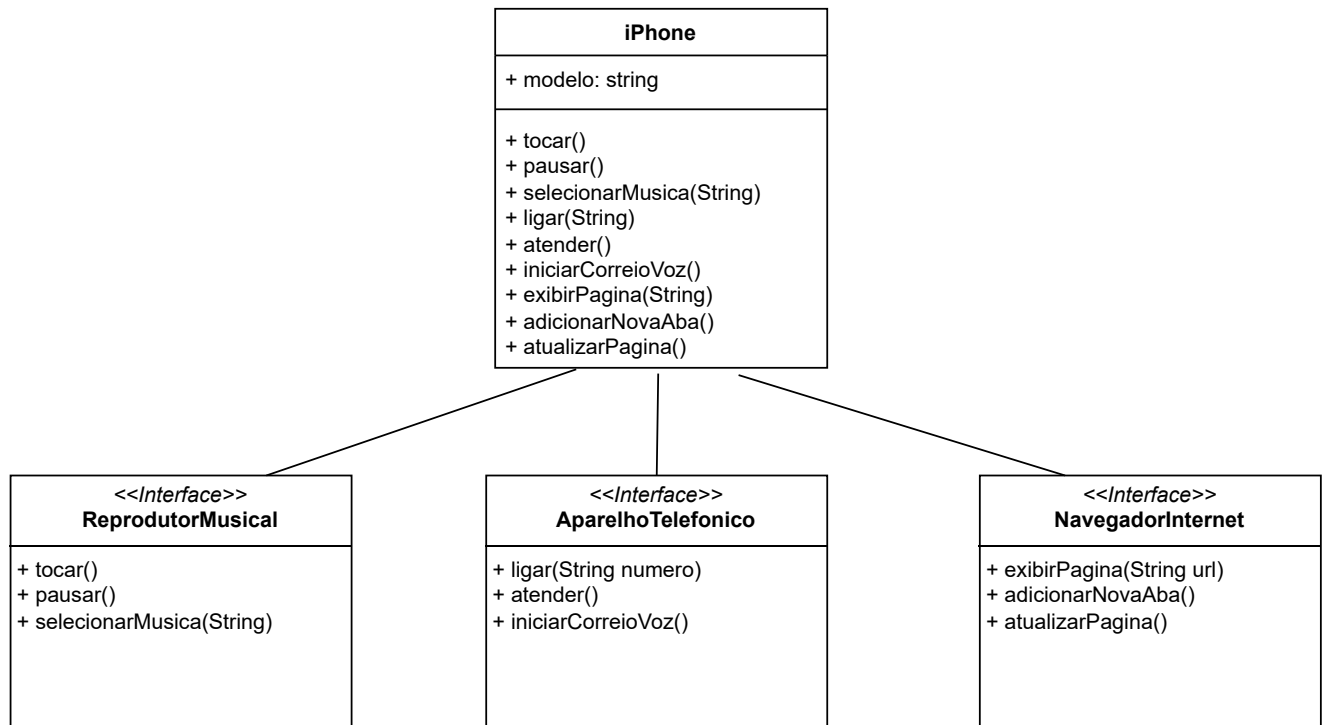 iPhone
+ modelo: string
+ tocar()
+ pausar()
+ selecionarMusica(String)
+ ligar(String)
+ atender()
+ iniciarCorreioVoz()
+ exibirPagina(String)
+ adicionarNovaAba()
+ atualizarPagina()
<<Interface>>
ReprodutorMusical
+ tocar()
+ pausar()
+ selecionarMusica(String)
<<Interface>>
AparelhoTelefonico
+ ligar(String numero)
+ atender()
+ iniciarCorreioVoz()
<<Interface>>
NavegadorInternet
+ exibirPagina(String url)
+ adicionarNovaAba()
+ atualizarPagina()